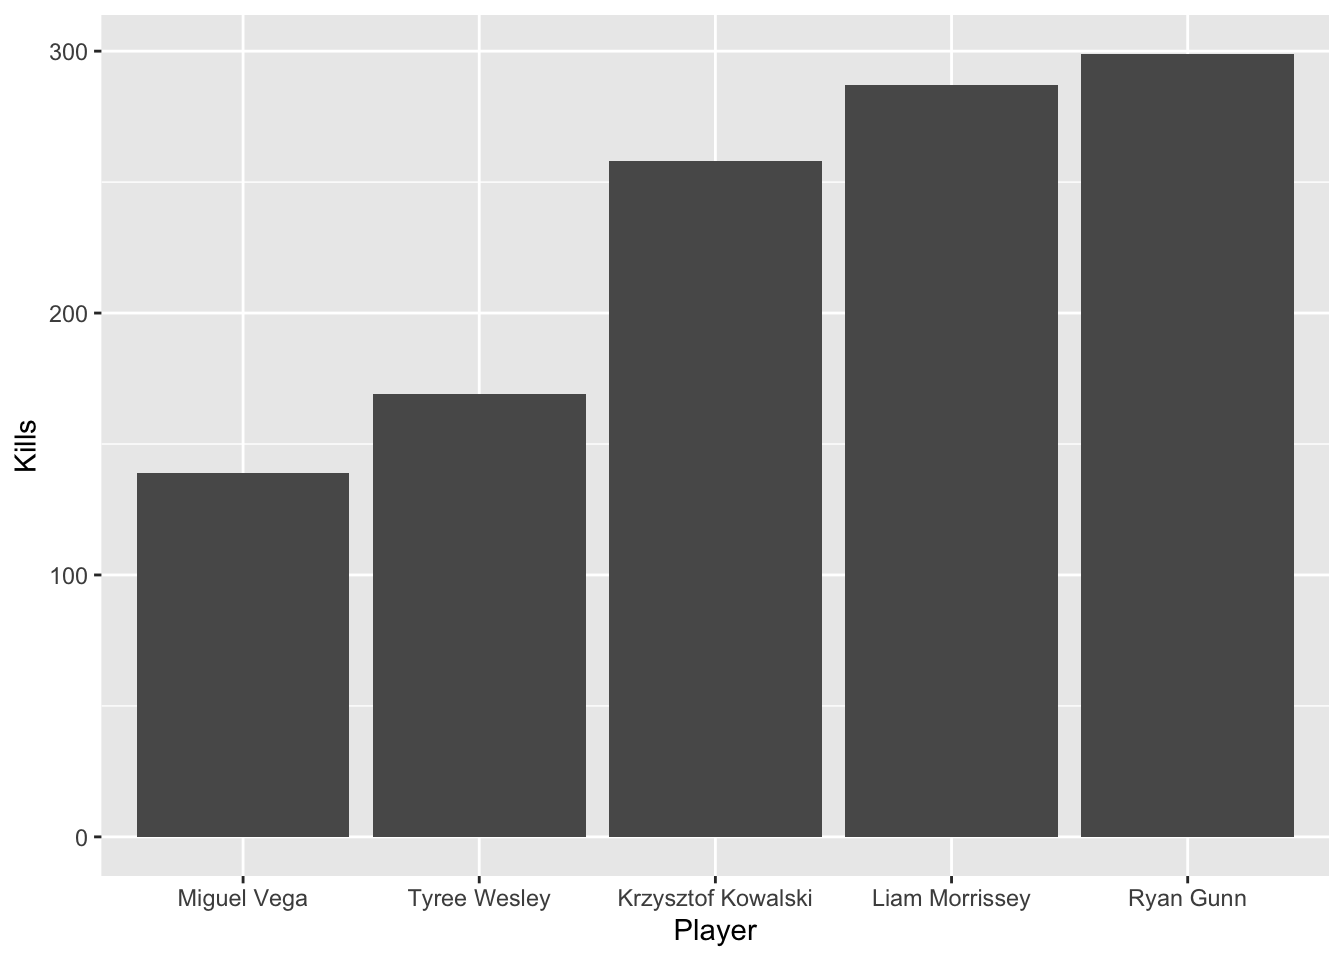 300
200
100
0
Kills
Miguel Vega
Tyree Wesley
Krzysztof Kowalski
Liam Morrissey
Ryan Gunn
Player